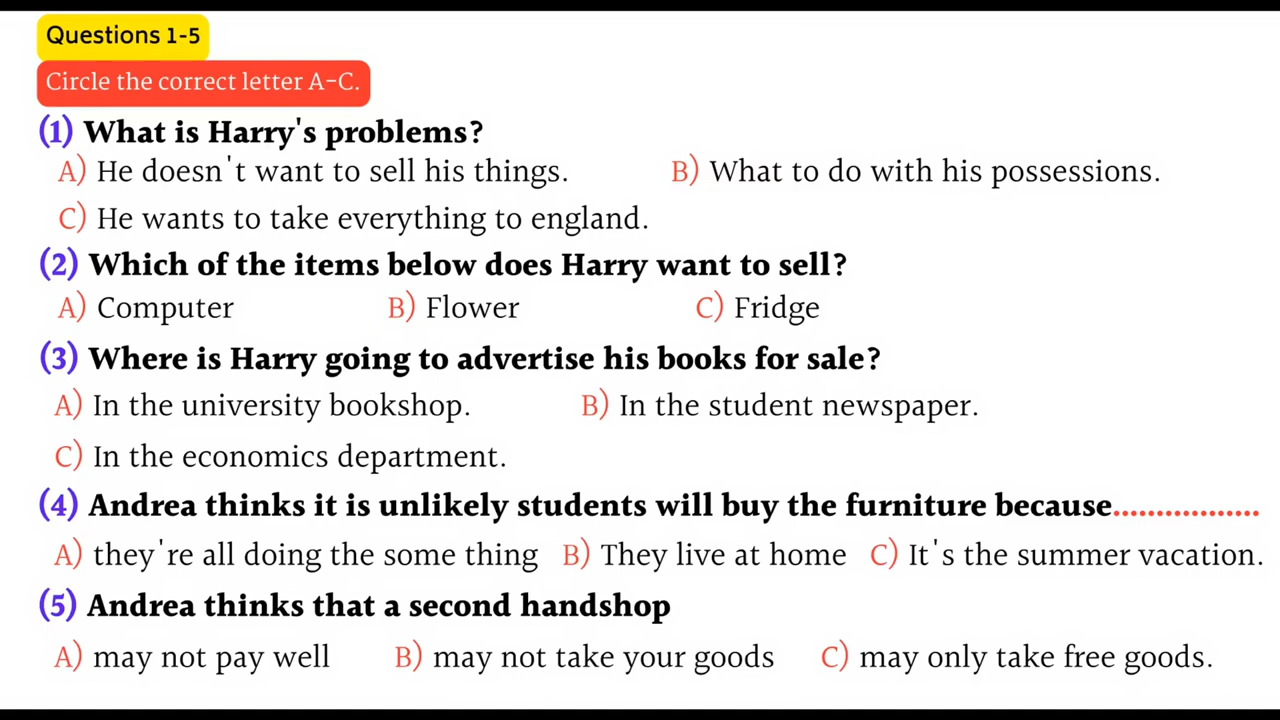 Questions 1-5
Circle the correct letter A-C.
(1) What is Harry's problems?
A) He doesn't want to sell his things. B) What to do with his possessions.
C) He wants to take everything to england.
(2) Which of the items below does Harry want to sell?
A) Computer B) Flower C) Fridge
(3) Where is Harry going to advertise his books for sale?
A) In the university bookshop. B) In the student newspaper.
C) In the economics department.
(4) Andrea thinks it is unlikely students will buy the furniture because.................
A) they're all doing the some thing B) They live at home C) It's the summer vacation.
(5) Andrea thinks that a second handshop
A) may not pay well B) may not take your goods C) may only take free goods.